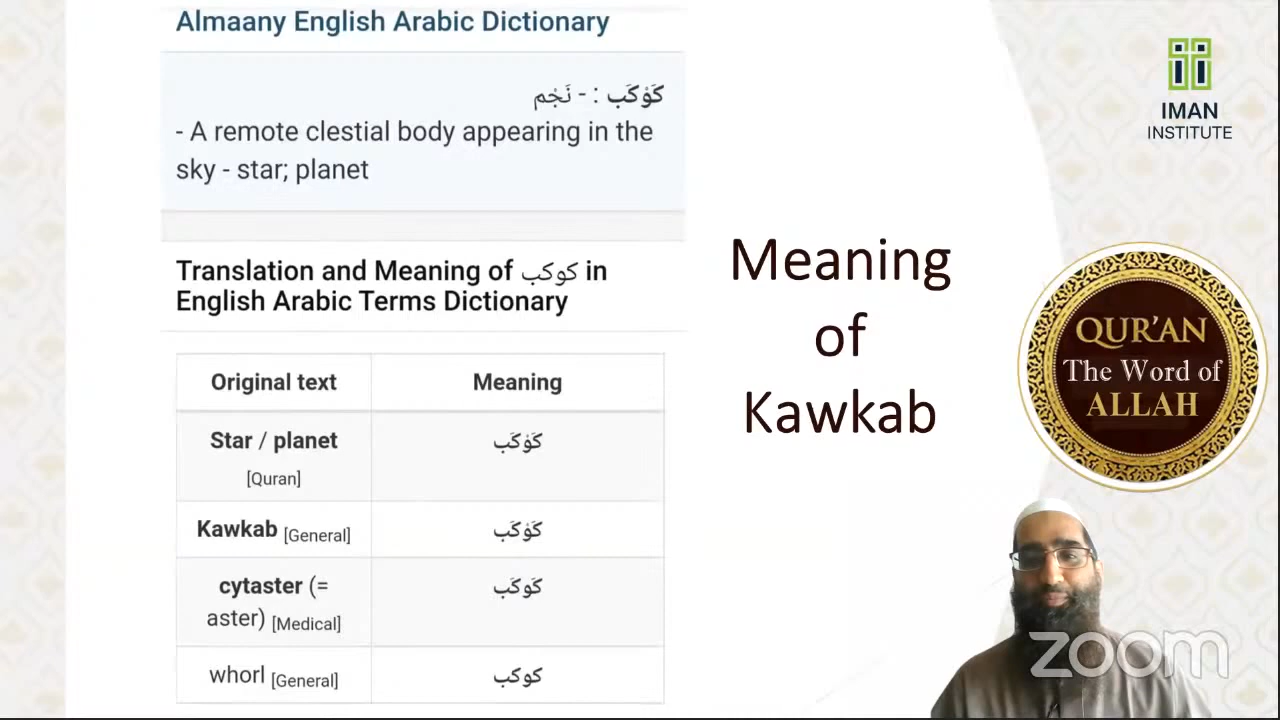 Almaany English Arabic Dictionary
كَوْكَب : - نَجْم
- A remote clestial body appearing in the
sky - star; planet
Translation and Meaning of كوكب in
English Arabic Terms Dictionary
Original text Meaning
Star / planet
[Quran]
كَوْكَب
Kawkab [General] كَوْكَب
cytaster (=
aster) [Medical]
كَوكَب
whorl [General] كوكب
Meaning
of
Kawkab
IMAN
INSTITUTE
QUR'AN
The Word of
ALLAH
zoom